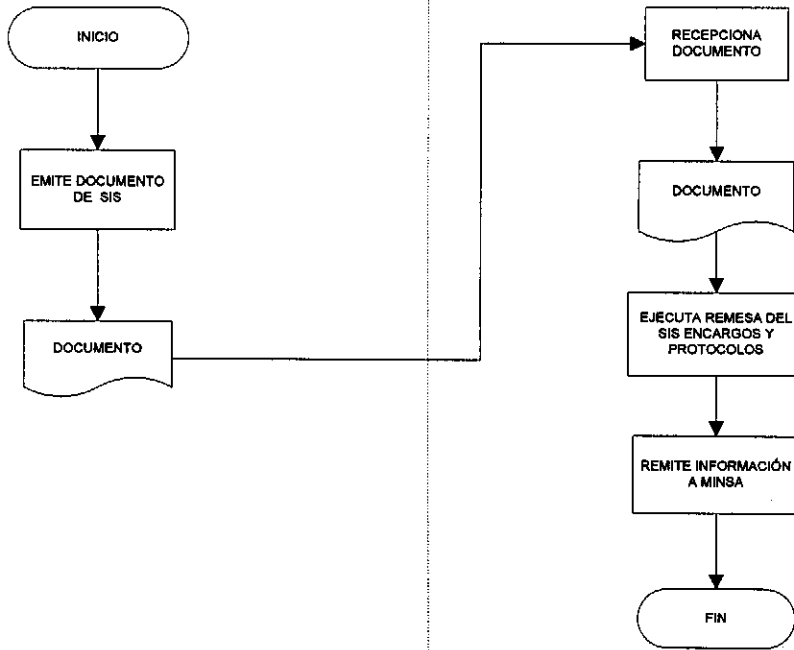 INICIO
EMITE DOCUMENTO
DE SIS
DOCUMENTO
RECEPCIONA
DOCUMENTO
DOCUMENTO
EJECUTA REMESA DEL
SIS ENCARGOS Y
PROTOCOLOS
REMITE INFORMACIÓN
A MINSA
FIN